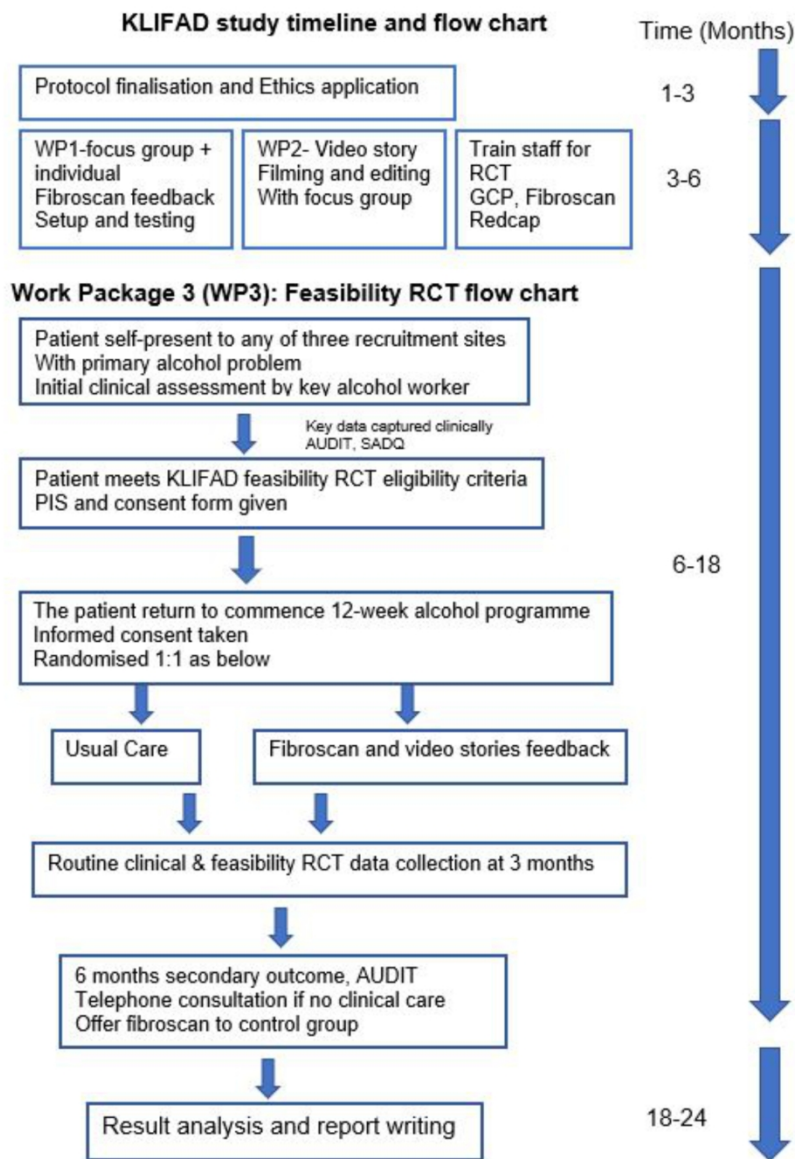 KLIFAD study timeline and flow chart
Time (Months)
Protocol finalisation and Ethics application
1-3
WP1-focus group +
individual
Fibroscan feedback
Setup and testing
WP2- Video story
Filming and editing
With focus group
Train staff for
RCT
GCP, Fibroscan
Redcap
3-6
Work Package 3 (WP3): Feasibility RCT flow chart
Patient self-present to any of three recruitment sites
With primary alcohol problem
Initial clinical assessment by key alcohol worker
Key data captured clinically
AUDIT, SADQ
Patient meets KLIFAD feasibility RCT eligibility criteria
PIS and consent form given
6-18
The patient return to commence 12-week alcohol programme
Informed consent taken
Randomised 1:1 as below
Usual Care
Fibroscan and video stories feedback
Routine clinical & feasibility RCT data collection at 3 months
6 months secondary outcome, AUDIT
Telephone consultation if no clinical care
Offer fibroscan to control group
Result analysis and report writing
18-24